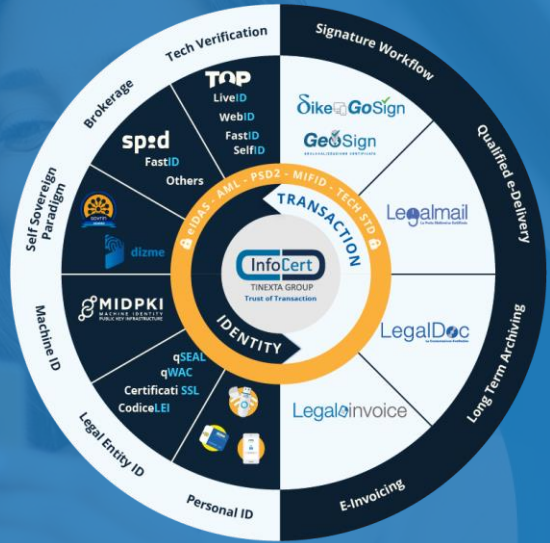 Tech Verification
Signature Workflow
Brokerage
Qualified e-Delivery
Self Sovereign
Paradigm
Machine ID
Long Term Archiving
Legal Entity ID
Personal ID
E-Invoicing
TOP
LiveID
WebID
FastID
SelfID
spid
FastID
Others
dizme
MIDPKI
MACHINE IDENTITY
PUBLIC KEY INFRASTRUCTURE
qSEAL
qWAC
Certificati SSL
CodiceLEI
DikeGoSign
GeoSign
GEOLOCALIZZAZIONE CERTIFICATA
Legalmail
LegalDoc
Legalinvoice
eIDAS - AML - PSD2 - MIFID - TECH STD
TRANSACTION
InfoCert
TINEXTA GROUP
Trust of Transaction
IDENTITY